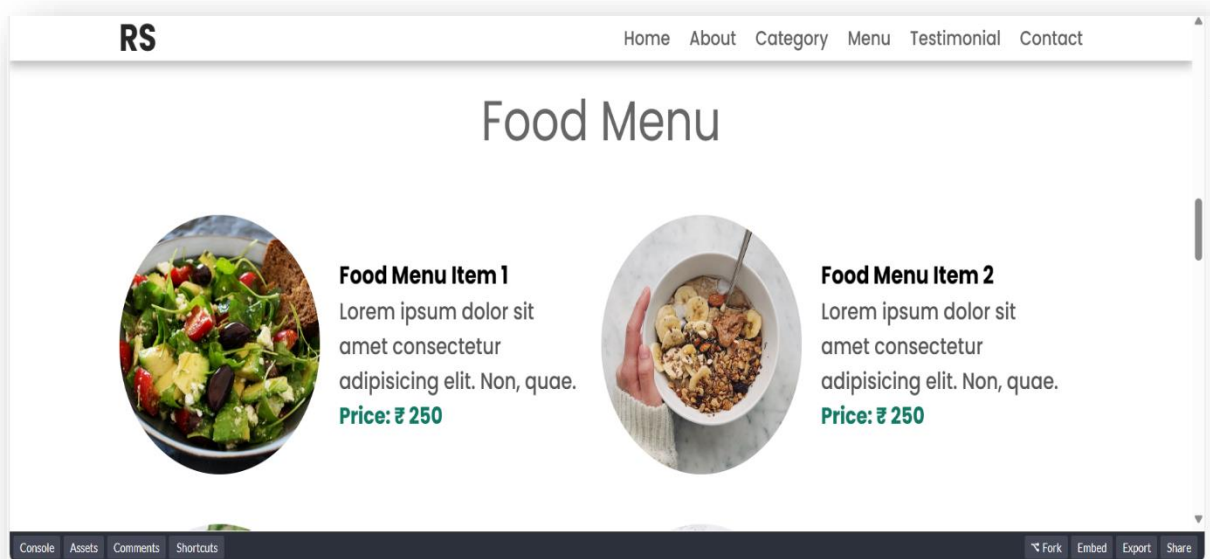 RS
Home About Category Menu Testimonial Contact
Food Menu
Food Menu Item 1
Lorem ipsum dolor sit
amet consectetur
adipisicing elit. Non, quae.
Price: ₹ 250
Food Menu Item 2
Lorem ipsum dolor sit
amet consectetur
adipisicing elit. Non, quae.
Price: ₹ 250
Console Assets Comments Shortcuts Fork Embed Export Share